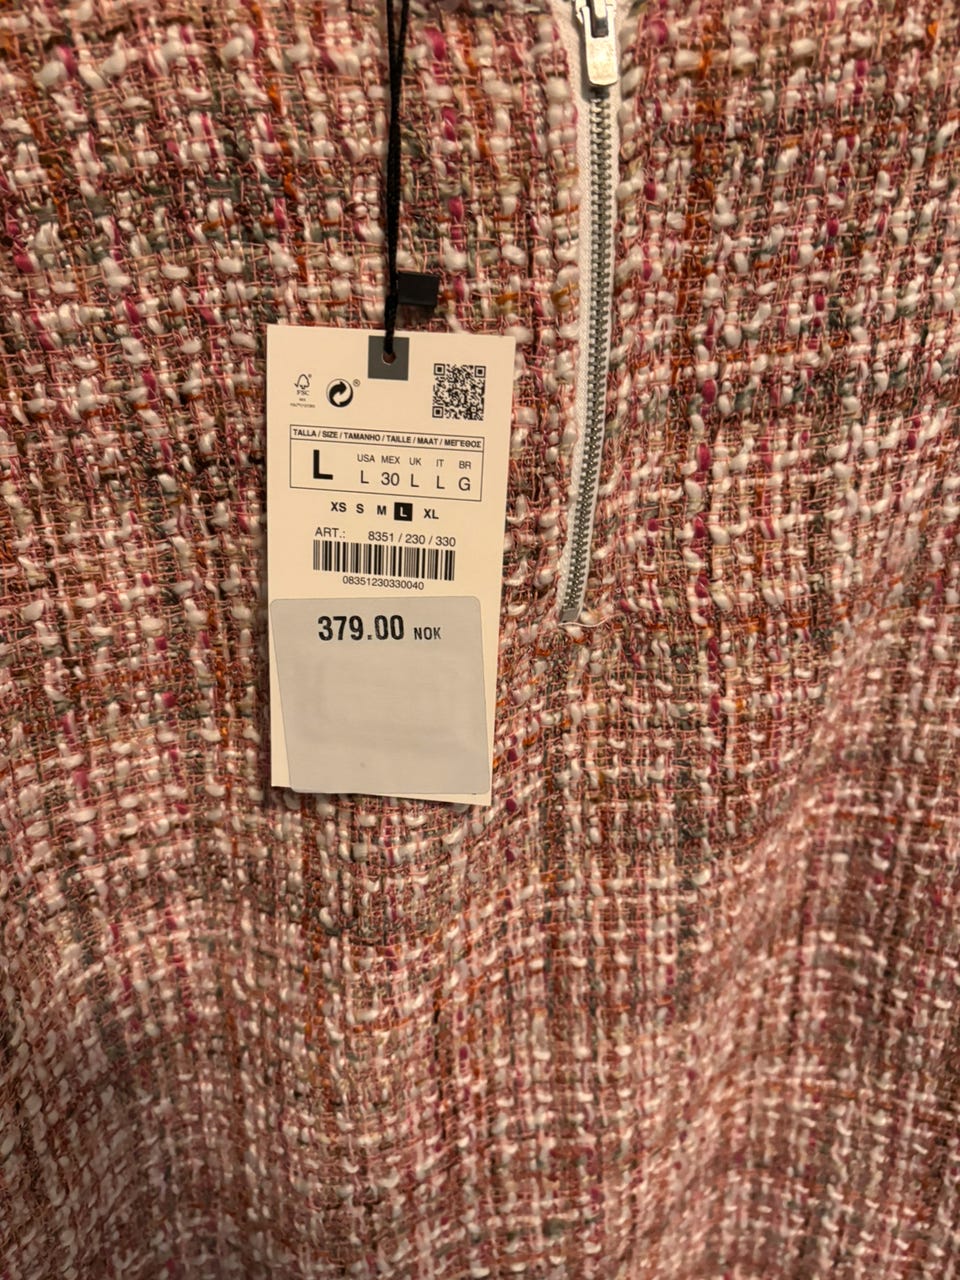 FSC
TALLA / SIZE / TAMANHO / TAILLE / MAAT / ΜΕΓΕΘΟΣ
L
USA MEX UK IT BR
L 30 L L G
XS S M L XL
ART.: 8351 / 230 / 330
08351230330040
379.00 NOK